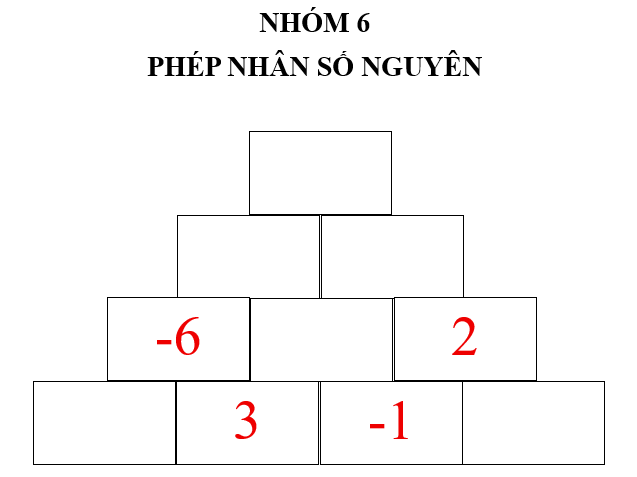 NHÓM 6
PHÉP NHÂN SỐ NGUYÊN
-6 2
3 -1